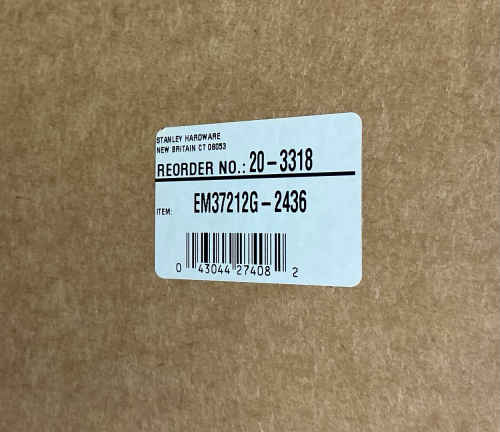 STANLEY HARDWARE
NEW BRITAIN CT 06053
REORDER NO.: 20-3318
ITEM: EM37212G-2436
0 43044 27408 2